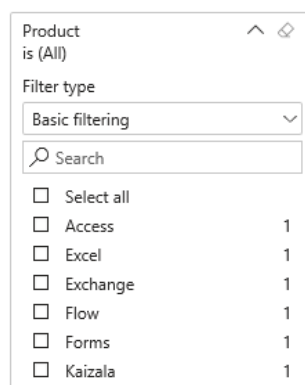 Product
is (All)
Filter type
Basic filtering
Search
Select all
Access 1
Excel 1
Exchange 1
Flow 1
Forms 1
Kaizala 1